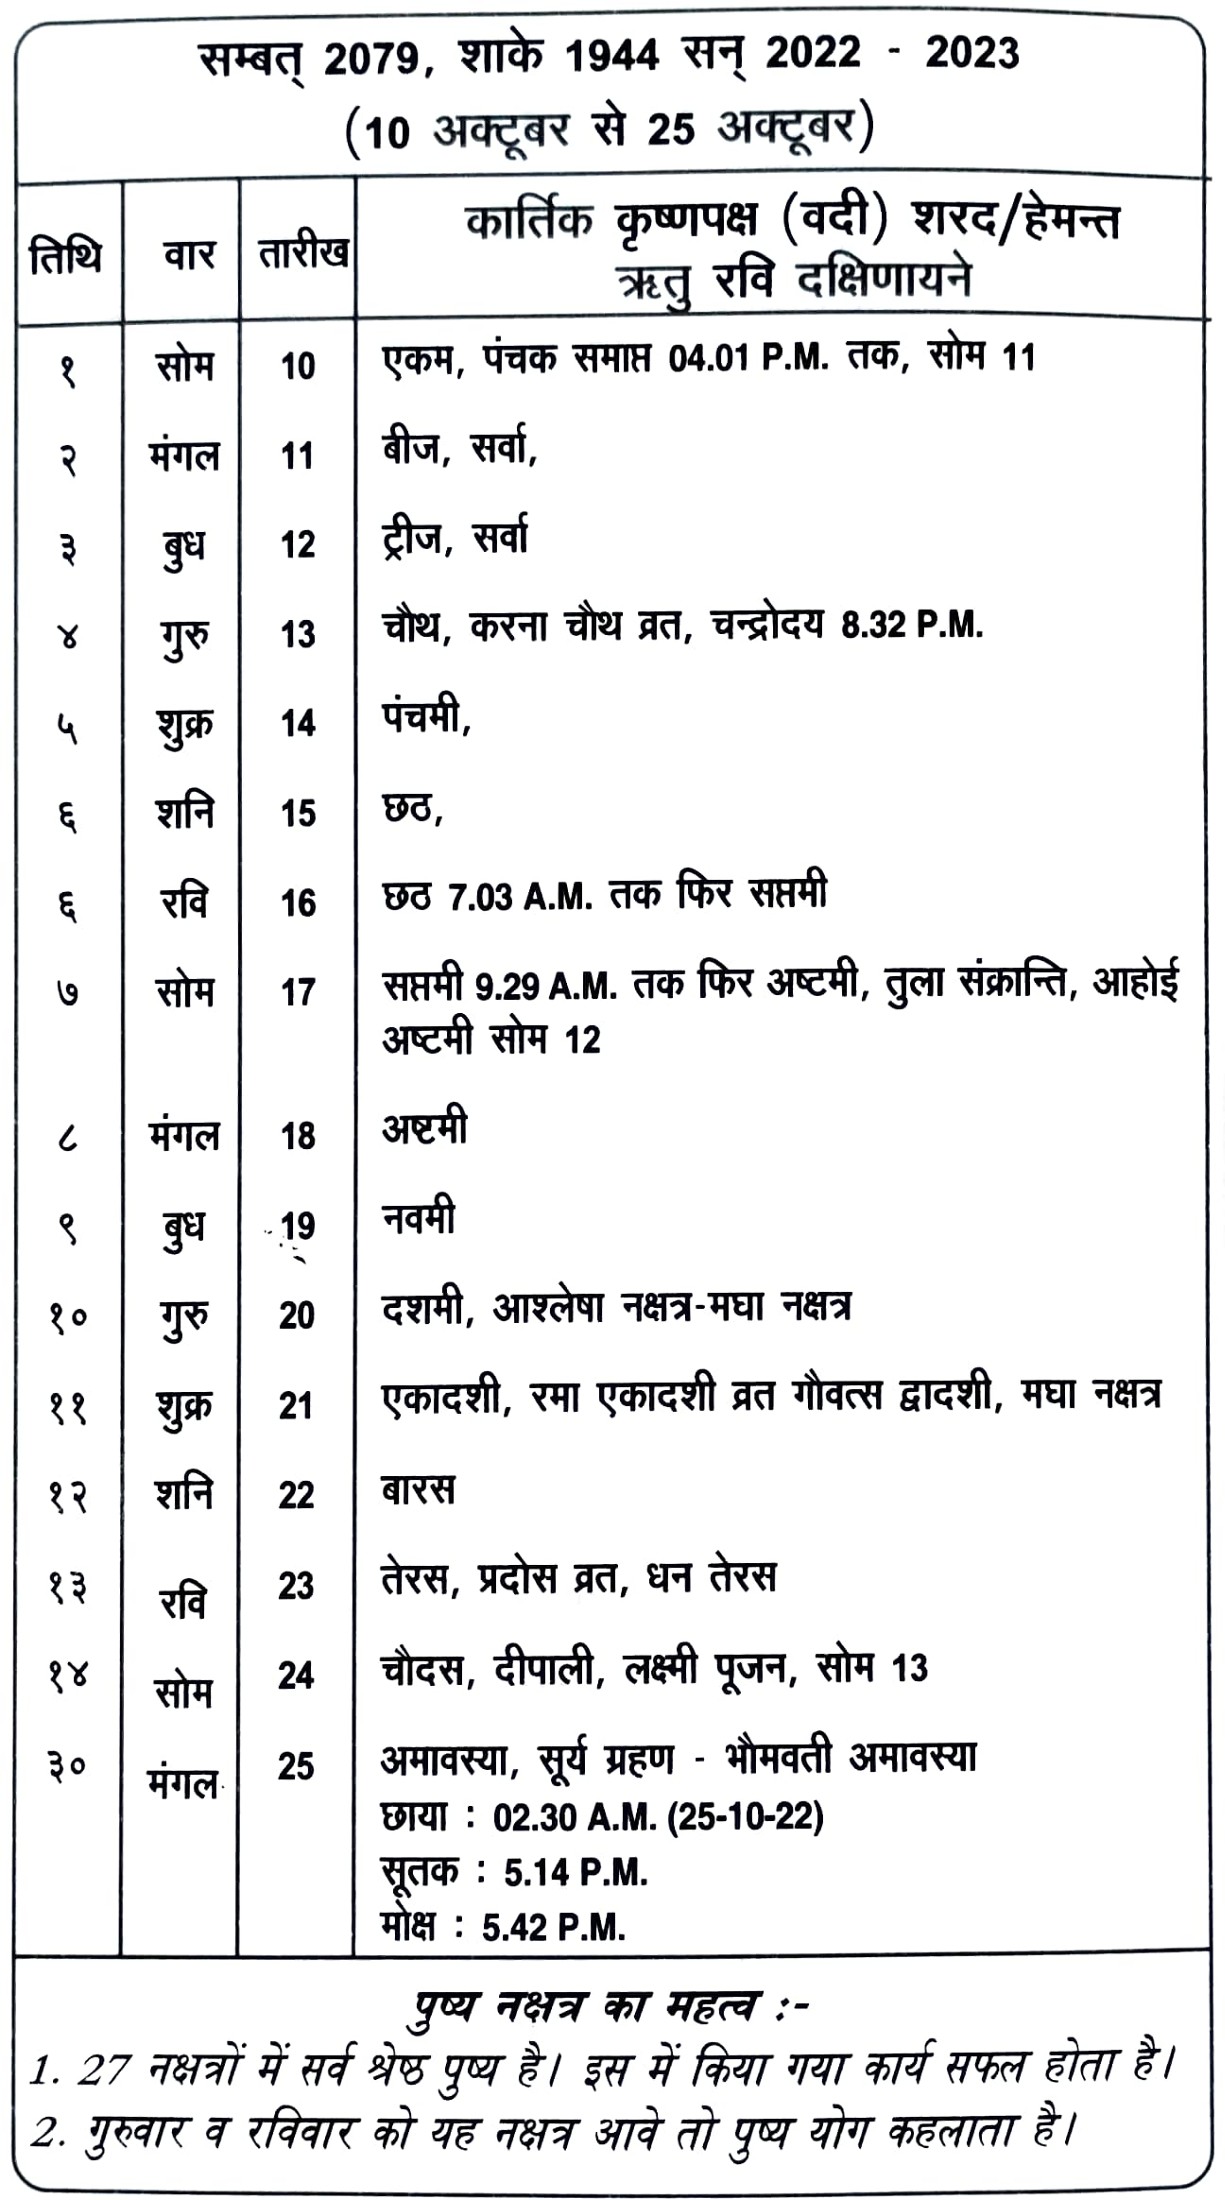 सम्बत् 2079, शाके 1944 सन् 2022 - 2023
(10 अक्टूबर से 25 अक्टूबर)
तिथि वार तारीख कार्तिक कृष्णपक्ष (वदी) शरद/हेमन्त
ऋतु रवि दक्षिणायने
१ सोम 10 एकम, पंचक समाप्त 04.01 P.M. तक, सोम 11
२ मंगल 11 बीज, सर्वा,
३ बुध 12 ट्रीज, सर्वा
४ गुरु 13 चौथ, करना चौथ व्रत, चन्द्रोदय 8.32 P.M.
५ शुक्र 14 पंचमी,
६ शनि 15 छठ,
६ रवि 16 छठ 7.03 A.M. तक फिर सप्तमी
७ सोम 17 सप्तमी 9.29 A.M. तक फिर अष्टमी, तुला संक्रान्ति, आहोई
अष्टमी सोम 12
८ मंगल 18 अष्टमी
९ बुध 19 नवमी
१० गुरु 20 दशमी, आश्लेषा नक्षत्र-मघा नक्षत्र
११ शुक्र 21 एकादशी, रमा एकादशी व्रत गौवत्स द्वादशी, मघा नक्षत्र
१२ शनि 22 बारस
१३ रवि 23 तेरस, प्रदोस व्रत, धन तेरस
१४ सोम 24 चौदस, दीपाली, लक्ष्मी पूजन, सोम 13
३० मंगल 25 अमावस्या, सूर्य ग्रहण - भौमवती अमावस्या
छाया : 02.30 A.M. (25-10-22)
सूतक : 5.14 P.M.
मोक्ष : 5.42 P.M.
पुष्य नक्षत्र का महत्व :-
1. 27 नक्षत्रों में सर्व श्रेष्ठ पुष्य है। इस में किया गया कार्य सफल होता है।
2. गुरुवार व रविवार को यह नक्षत्र आवे तो पुष्य योग कहलाता है।